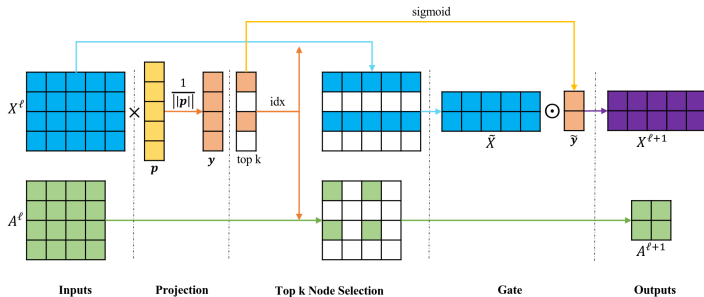 sigmoid
X^ℓ
×
1
||p||
idx
⊙
p
y
top k
X̃
ỹ
X^{ℓ+1}
A^ℓ
A^{ℓ+1}
Inputs
Projection
Top k Node Selection
Gate
Outputs